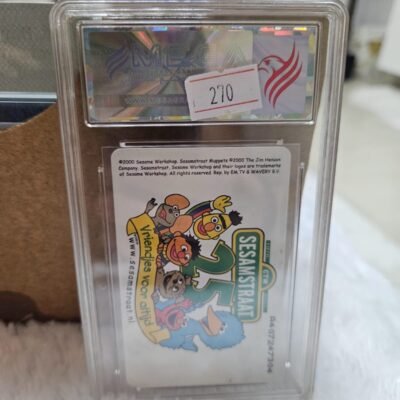 MEGA
270
©2000 Sesame Workshop. Sesamstraat Muppets ©2000 The Jim Henson
Company. Sesamstraat, Sesame Workshop and their logos are trademarks
of Sesame Workshop. All rights reserved. Rep. by EM.TV & WAVERY B.V.
SESAMSTRAAT
25
Vriendjes voor altijd
www.sesamstraat.nl
0407247304